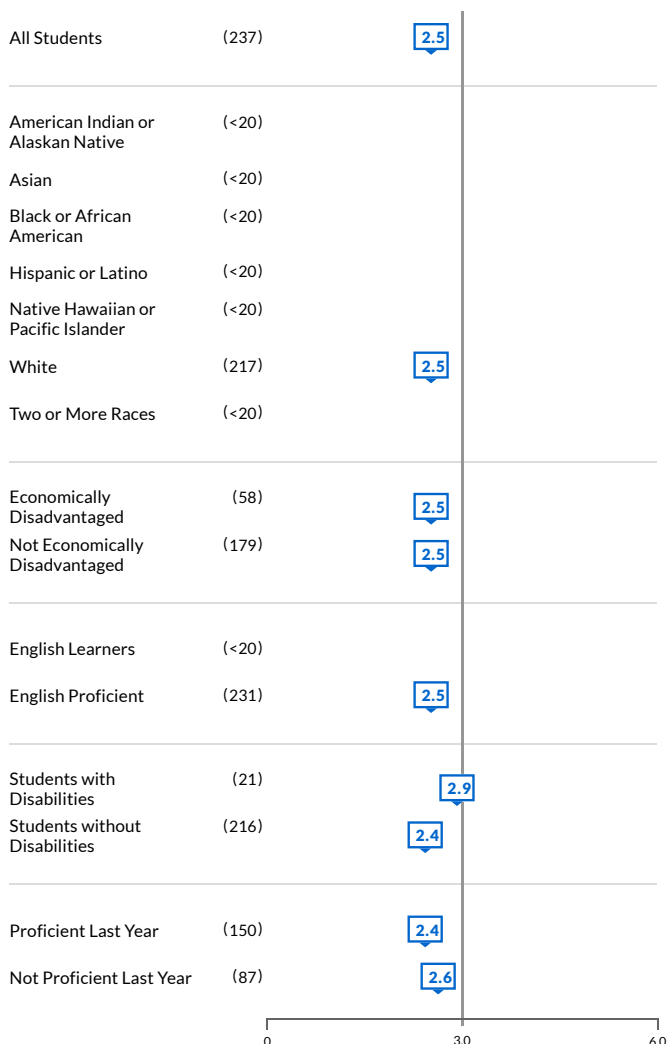 All Students (237) 2.5
American Indian or (<20)
Alaskan Native
Asian (<20)
Black or African (<20)
American
Hispanic or Latino (<20)
Native Hawaiian or (<20)
Pacific Islander
White (217) 2.5
Two or More Races (<20)
Economically (58) 2.5
Disadvantaged
Not Economically (179) 2.5
Disadvantaged
English Learners (<20)
English Proficient (231) 2.5
Students with (21) 2.9
Disabilities
Students without (216) 2.4
Disabilities
Proficient Last Year (150) 2.4
Not Proficient Last Year (87) 2.6
0 3.0 6.0